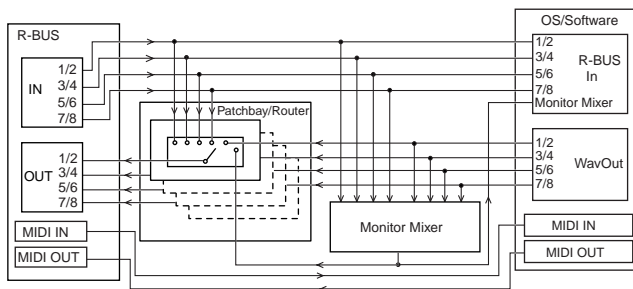 R-BUS
IN
1/2
3/4
5/6
7/8
OUT
1/2
3/4
5/6
7/8
MIDI IN
MIDI OUT
Patchbay/Router
Monitor Mixer
OS/Software
1/2
3/4
5/6
7/8
Monitor Mixer
R-BUS
In
1/2
3/4
5/6
7/8
WavOut
MIDI IN
MIDI OUT